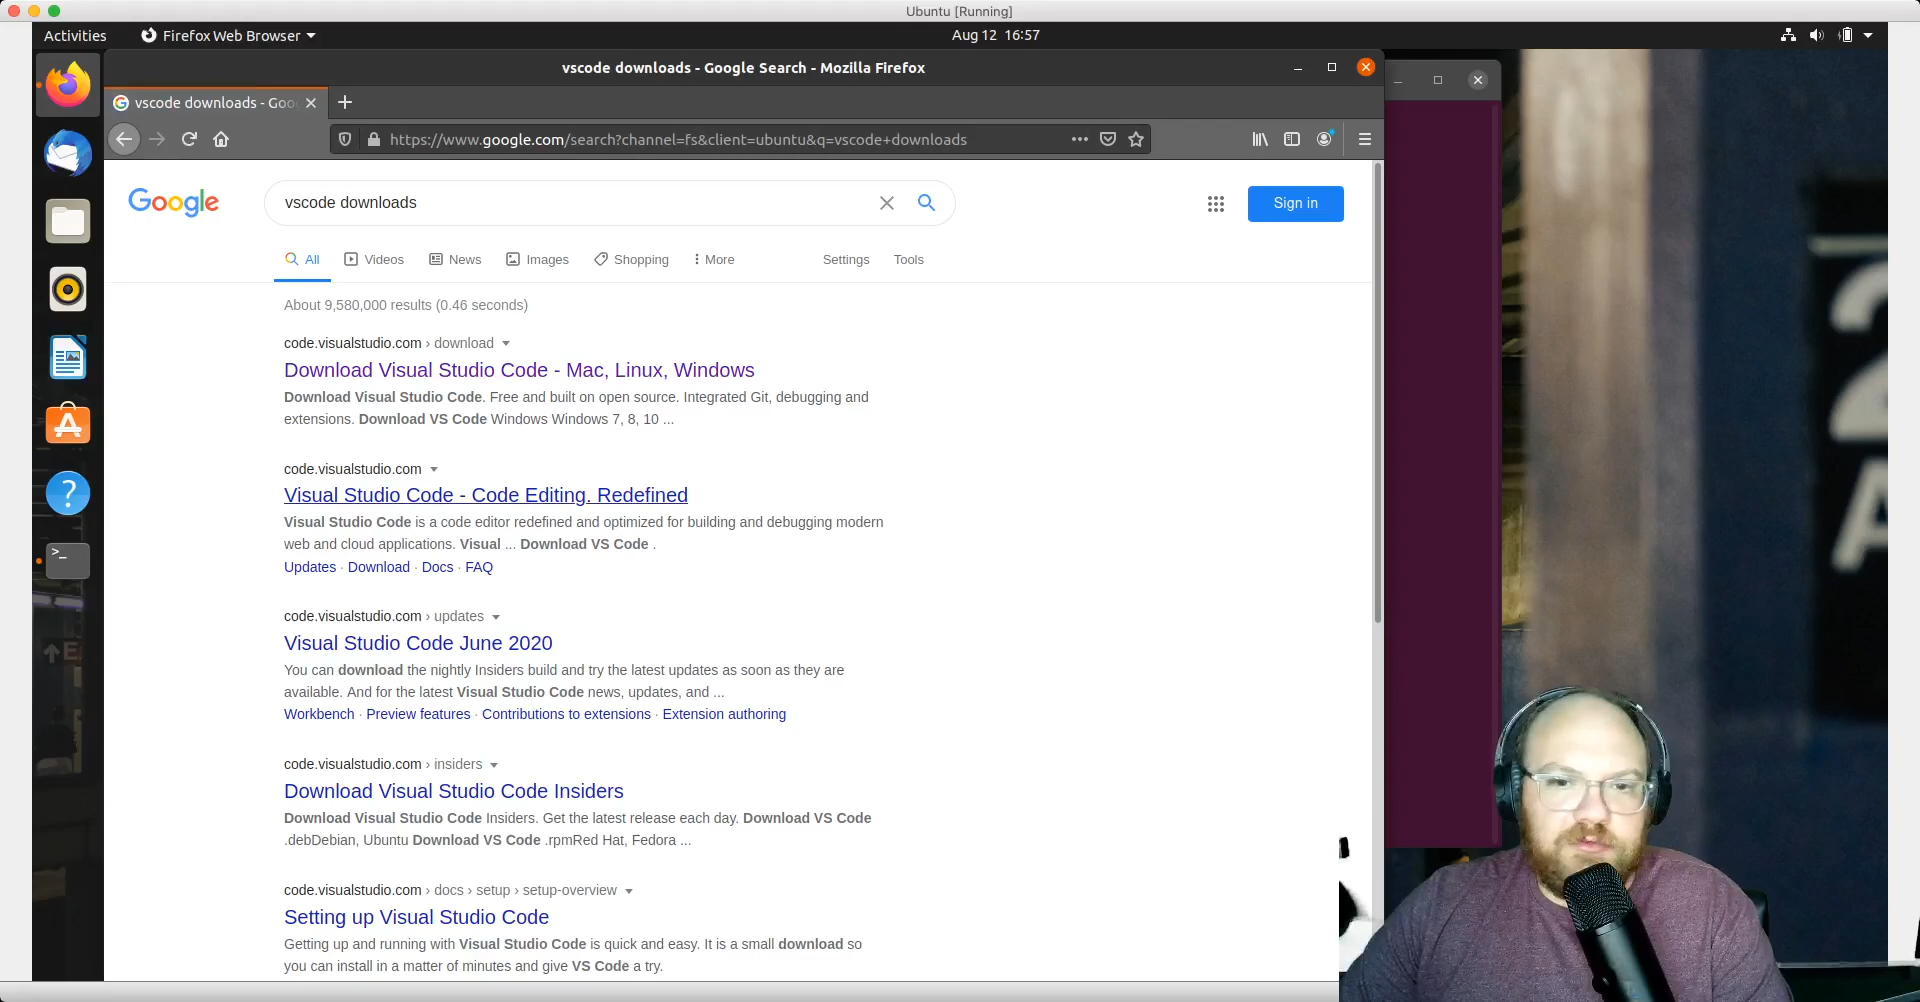 Ubuntu [Running]
Activities
Firefox Web Browser
Aug 12 16:57
vscode downloads - Google Search - Mozilla Firefox
vscode downloads - Goo
https://www.google.com/search?channel=fs&client=ubuntu&q=vscode+downloads
Google
vscode downloads
Sign in
All
Videos
News
Images
Shopping
More
Settings
Tools
About 9,580,000 results (0.46 seconds)
code.visualstudio.com › download
Download Visual Studio Code - Mac, Linux, Windows
Download Visual Studio Code. Free and built on open source. Integrated Git, debugging and
extensions. Download VS Code Windows Windows 7, 8, 10 ...
code.visualstudio.com
Visual Studio Code - Code Editing. Redefined
Visual Studio Code is a code editor redefined and optimized for building and debugging modern
web and cloud applications. Visual ... Download VS Code .
Updates · Download · Docs · FAQ
code.visualstudio.com › updates
Visual Studio Code June 2020
You can download the nightly Insiders build and try the latest updates as soon as they are
available. And for the latest Visual Studio Code news, updates, and ...
Workbench · Preview features · Contributions to extensions · Extension authoring
code.visualstudio.com › insiders
Download Visual Studio Code Insiders
Download Visual Studio Code Insiders. Get the latest release each day. Download VS Code
.debDebian, Ubuntu Download VS Code .rpmRed Hat, Fedora ...
code.visualstudio.com › docs › setup › setup-overview
Setting up Visual Studio Code
Getting up and running with Visual Studio Code is quick and easy. It is a small download so
you can install in a matter of minutes and give VS Code a try.